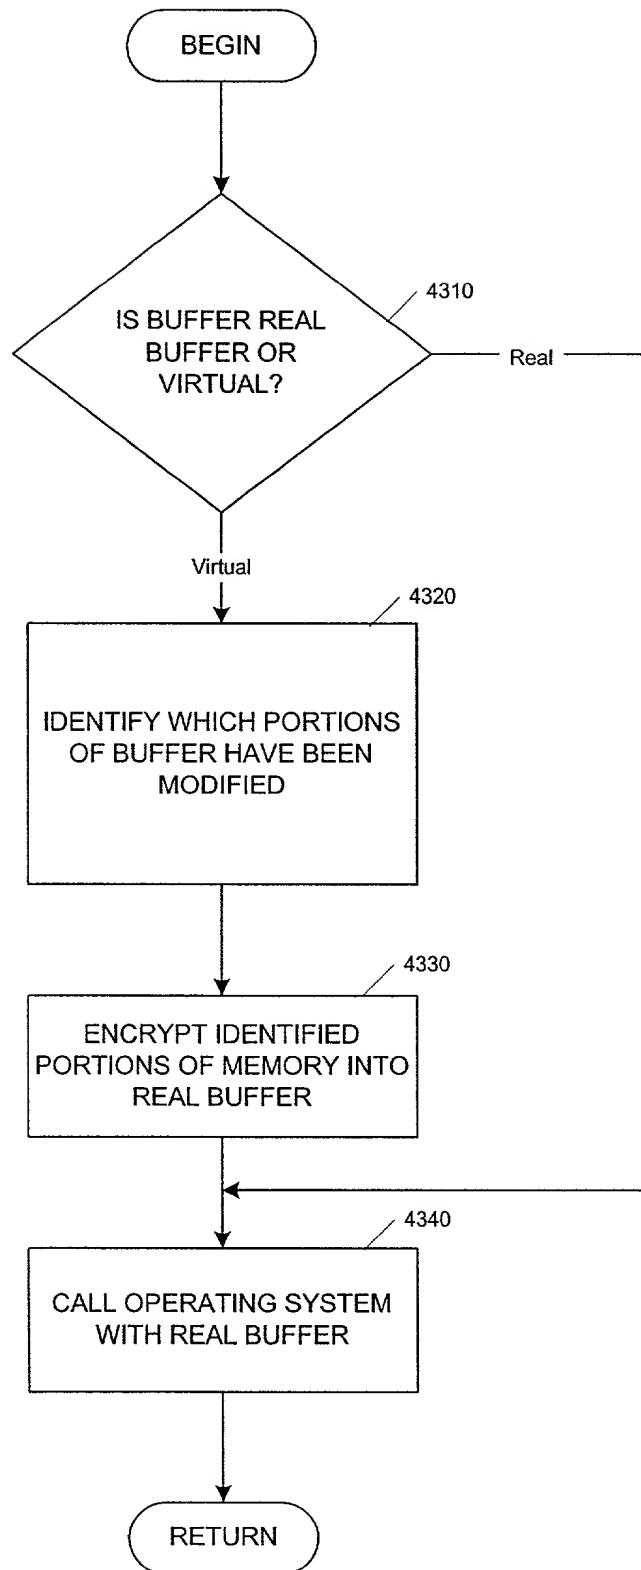 BEGIN
4310
IS BUFFER REAL
BUFFER OR
VIRTUAL?
Real
Virtual
4320
IDENTIFY WHICH PORTIONS
OF BUFFER HAVE BEEN
MODIFIED
4330
ENCRYPT IDENTIFIED
PORTIONS OF MEMORY INTO
REAL BUFFER
4340
CALL OPERATING SYSTEM
WITH REAL BUFFER
RETURN